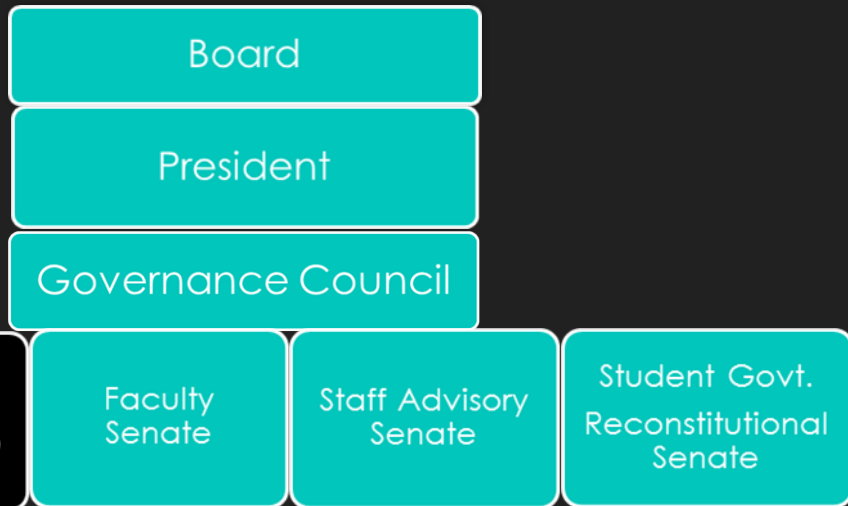 Board
President
Governance Council
Faculty
Senate
Staff Advisory
Senate
Student Govt.
Reconstitutional
Senate